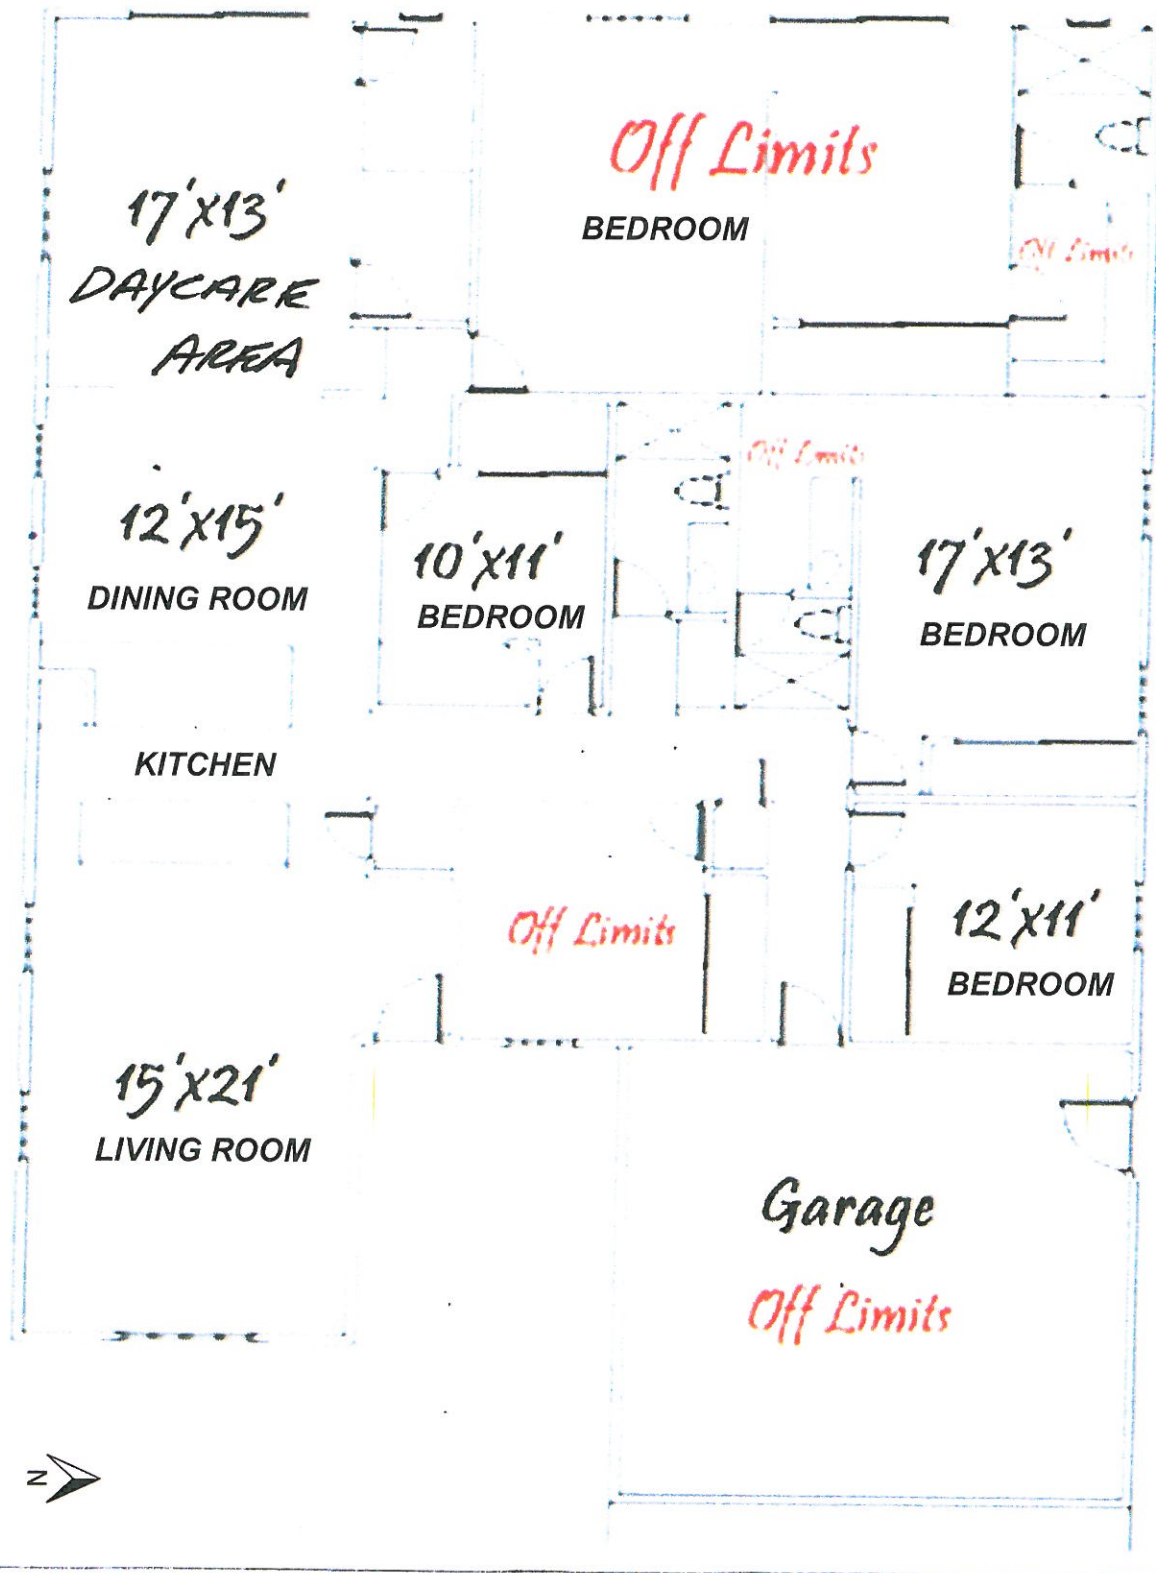 Off Limits
BEDROOM
Off Limits
17'X13'
DAYCARE
AREA
Off Limits
12'X15'
DINING ROOM
10'X11'
BEDROOM
17'X13'
BEDROOM
KITCHEN
Off Limits
12'X11'
BEDROOM
15'X21'
LIVING ROOM
Garage
Off Limits
N